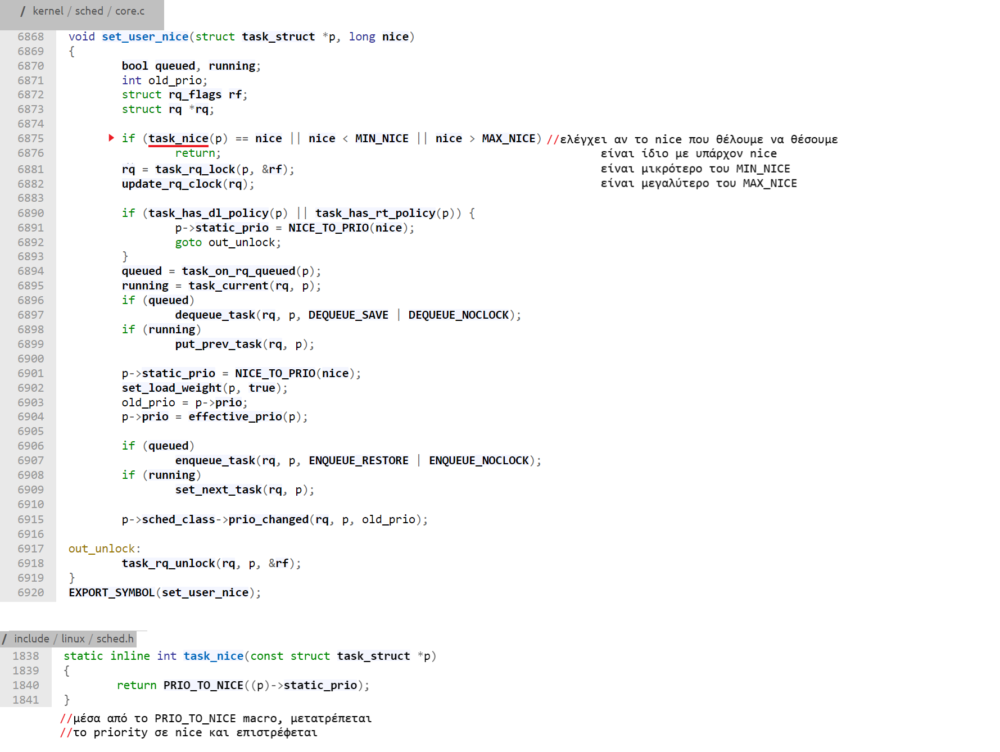 / kernel / sched / core.c
6868 void set_user_nice(struct task_struct *p, long nice)
6869 {
6870 bool queued, running;
6871 int old_prio;
6872 struct rq_flags rf;
6873 struct rq *rq;
6874
6875 if (task_nice(p) == nice || nice < MIN_NICE || nice > MAX_NICE) //ελέγχει αν το nice που θέλουμε να θέσουμε
6876 return; είναι ίδιο με υπάρχον nice
6881 rq = task_rq_lock(p, &rf); είναι μικρότερο του MIN_NICE
6882 update_rq_clock(rq); είναι μεγαλύτερο του MAX_NICE
6883
6890 if (task_has_dl_policy(p) || task_has_rt_policy(p)) {
6891 p->static_prio = NICE_TO_PRIO(nice);
6892 goto out_unlock;
6893 }
6894 queued = task_on_rq_queued(p);
6895 running = task_current(rq, p);
6896 if (queued)
6897 dequeue_task(rq, p, DEQUEUE_SAVE | DEQUEUE_NOCLOCK);
6898 if (running)
6899 put_prev_task(rq, p);
6900
6901 p->static_prio = NICE_TO_PRIO(nice);
6902 set_load_weight(p, true);
6903 old_prio = p->prio;
6904 p->prio = effective_prio(p);
6905
6906 if (queued)
6907 enqueue_task(rq, p, ENQUEUE_RESTORE | ENQUEUE_NOCLOCK);
6908 if (running)
6909 set_next_task(rq, p);
6910
6915 p->sched_class->prio_changed(rq, p, old_prio);
6916
6917 out_unlock:
6918 task_rq_unlock(rq, p, &rf);
6919 }
6920 EXPORT_SYMBOL(set_user_nice);
/ include / linux / sched.h
1838 static inline int task_nice(const struct task_struct *p)
1839 {
1840 return PRIO_TO_NICE((p)->static_prio);
1841 }
//μέσα από το PRIO_TO_NICE macro, μετατρέπεται
//το priority σε nice και επιστρέφεται